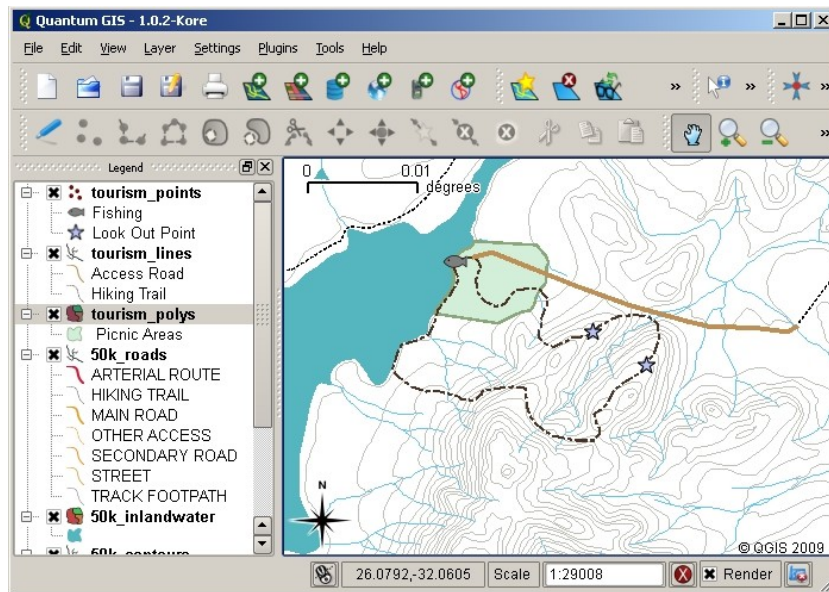 Quantum GIS - 1.0.2-Kore
File Edit View Layer Settings Plugins Tools Help
Legend
tourism_points
Fishing
Look Out Point
tourism_lines
Access Road
Hiking Trail
tourism_polys
Picnic Areas
50k_roads
ARTERIAL ROUTE
HIKING TRAIL
MAIN ROAD
OTHER ACCESS
SECONDARY ROAD
STREET
TRACK FOOTPATH
50k_inlandwater
50k_contours
0 0.01
degrees
N
© QGIS 2009
26.0792,-32.0605 Scale 1:29008 Render